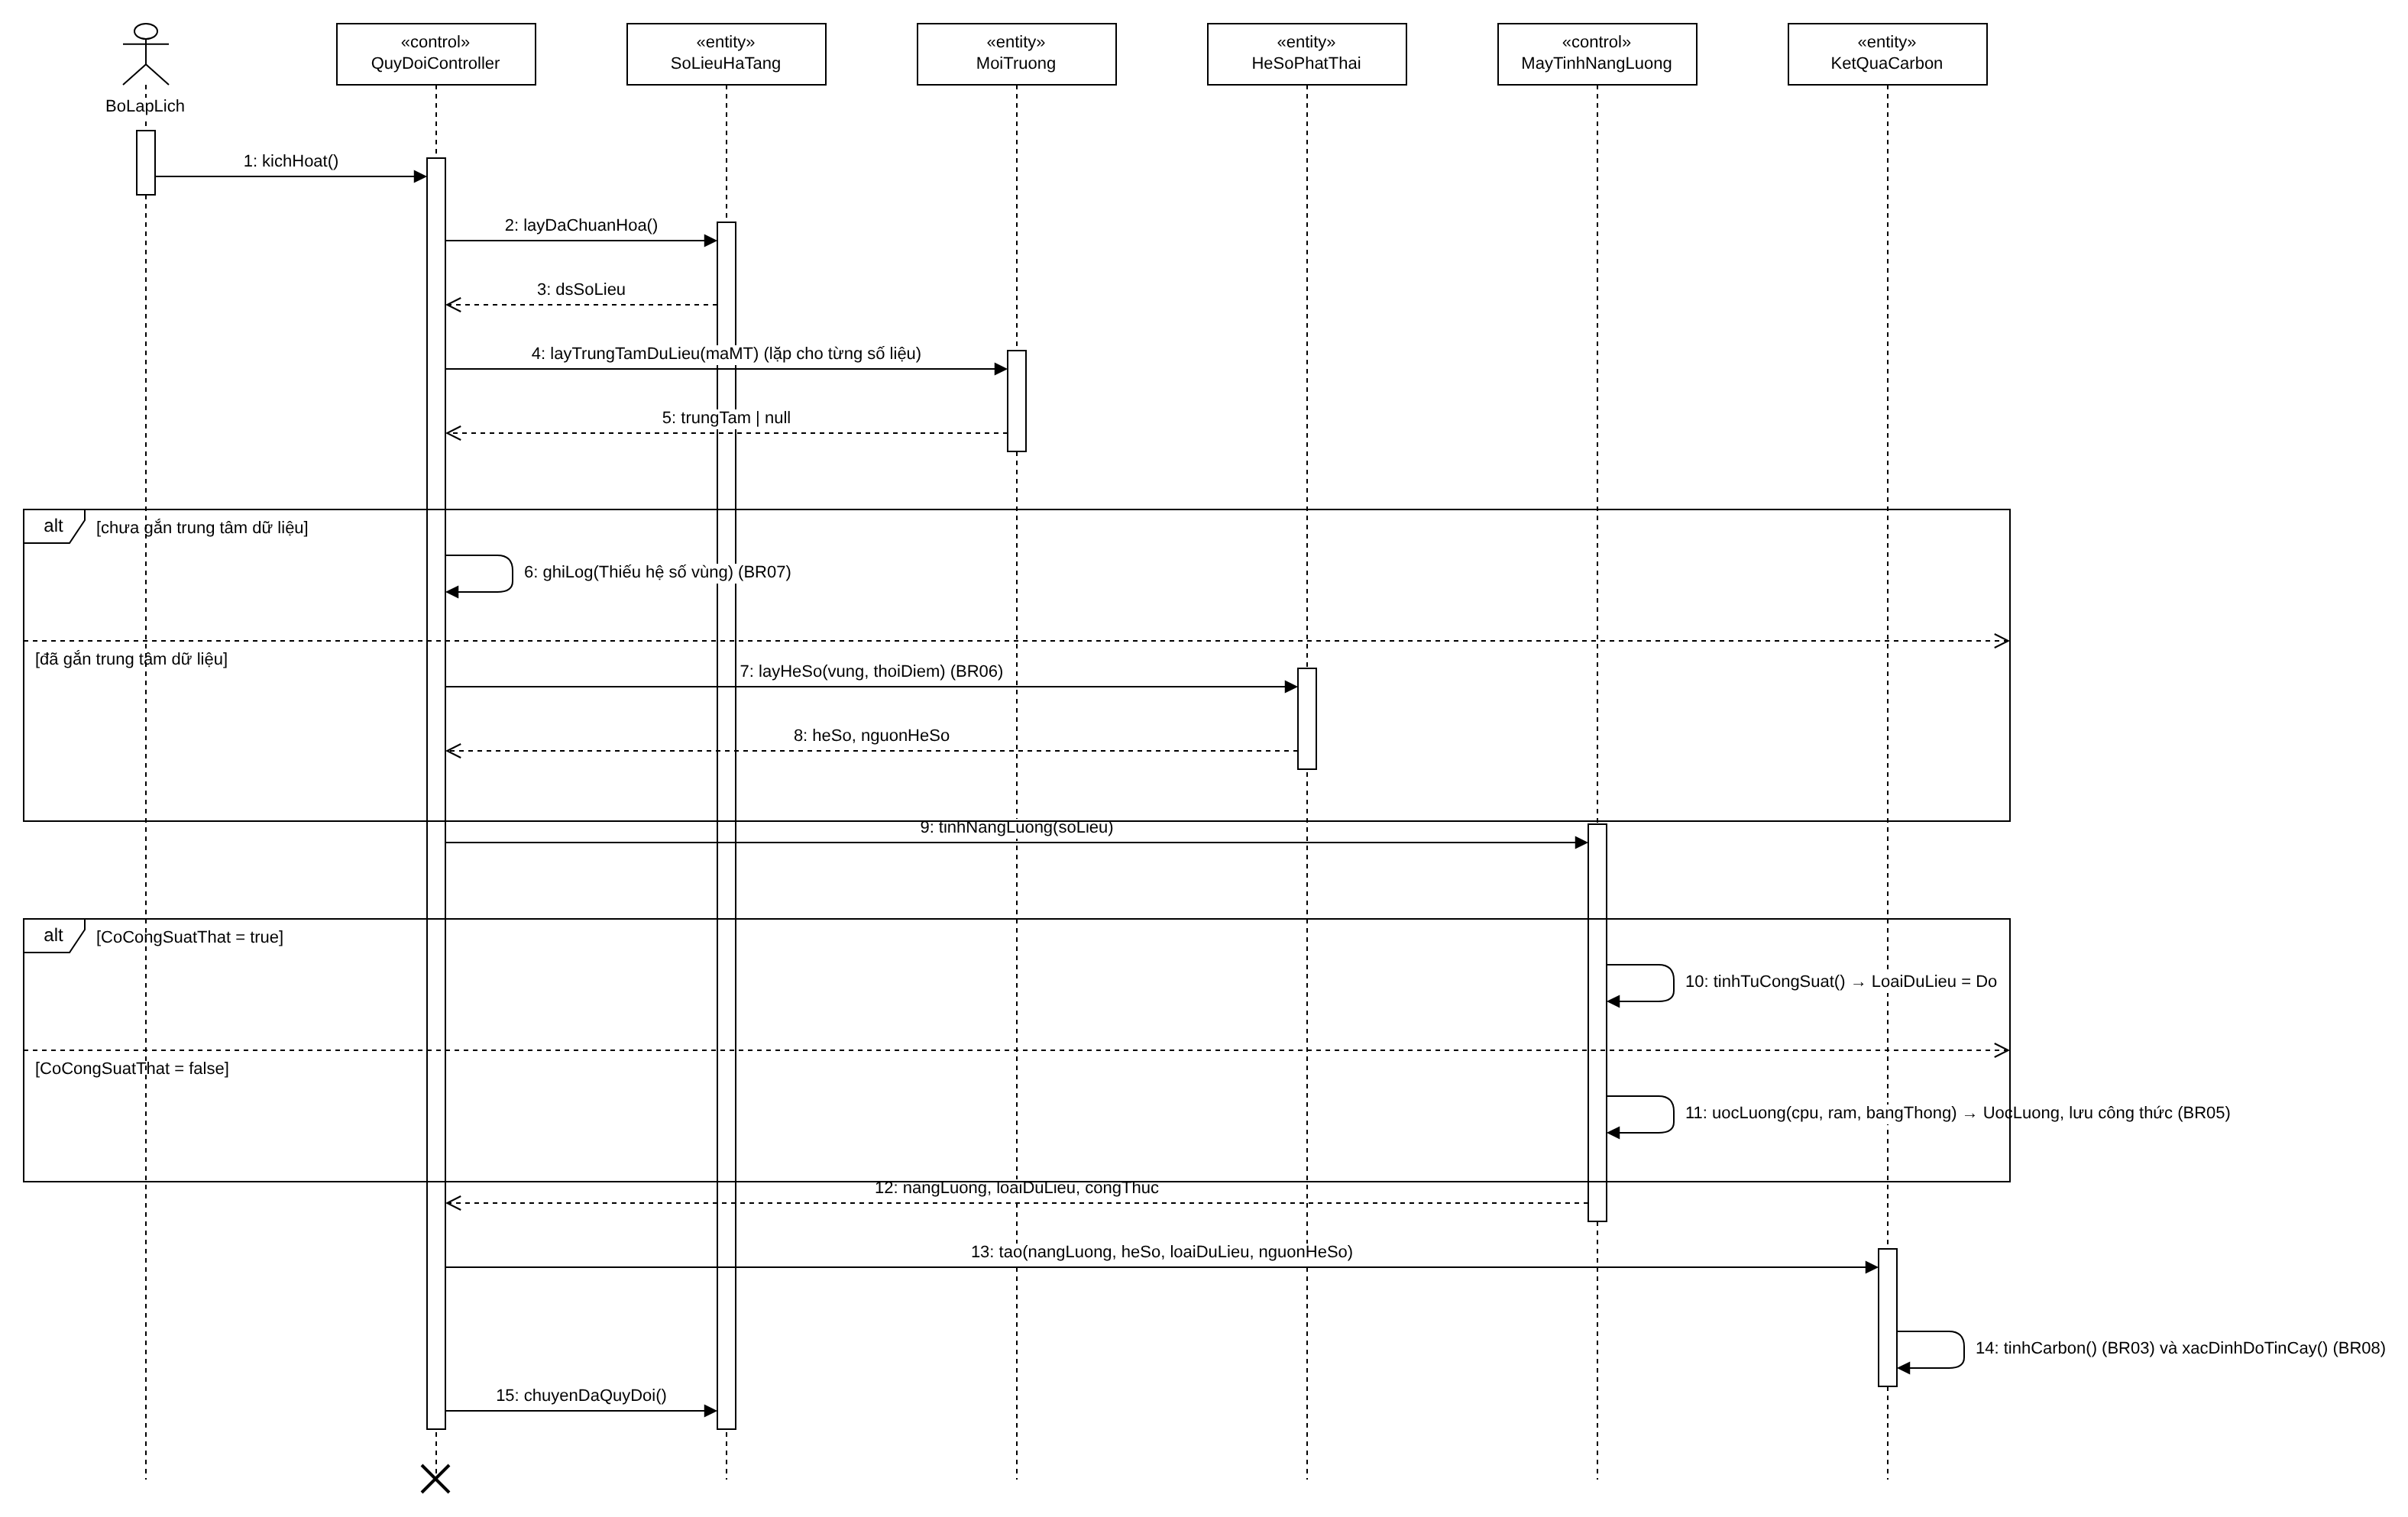 «control»
QuyDoiController
«entity»
SoLieuHaTang
«entity»
MoiTruong
«entity»
HeSoPhatThai
«control»
MayTinhNangLuong
«entity»
KetQuaCarbon
BoLapLich
1: kichHoat()
2: layDaChuanHoa()
3: dsSoLieu
4: layTrungTamDuLieu(maMT) (lặp cho từng số liệu)
5: trungTam | null
alt
[chưa gắn trung tâm dữ liệu]
6: ghiLog(Thiếu hệ số vùng) (BR07)
[đã gắn trung tâm dữ liệu]
7: layHeSo(vung, thoiDiem) (BR06)
8: heSo, nguonHeSo
9: tinhNangLuong(soLieu)
alt
[CoCongSuatThat = true]
10: tinhTuCongSuat() → LoaiDuLieu = Do
[CoCongSuatThat = false]
11: uocLuong(cpu, ram, bangThong) → UocLuong, lưu công thức (BR05)
12: nangLuong, loaiDuLieu, congThuc
13: tao(nangLuong, heSo, loaiDuLieu, nguonHeSo)
14: tinhCarbon() (BR03) và xacDinhDoTinCay() (BR08)
15: chuyenDaQuyDoi()